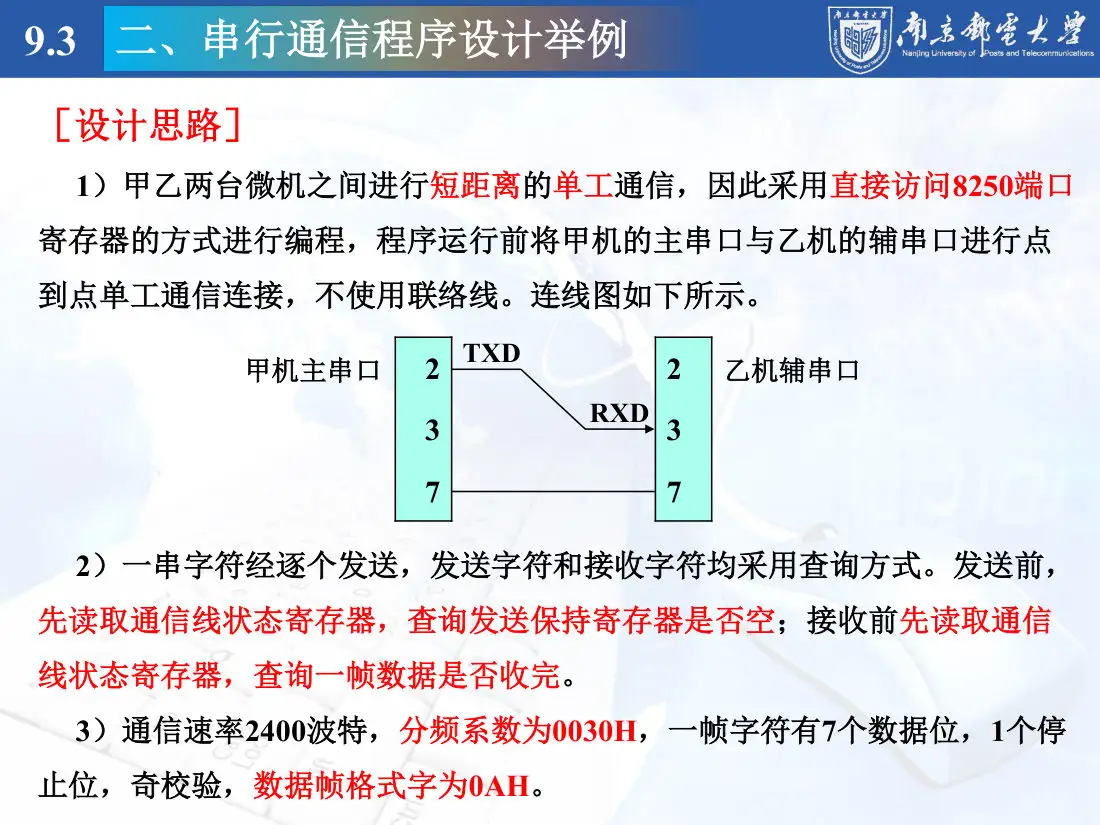 9.3 二、串行通信程序设计举例
南京邮电大学
Nanjing University of Posts and Telecommunications
［设计思路］
1）甲乙两台微机之间进行短距离的单工通信，因此采用直接访问8250端口
寄存器的方式进行编程，程序运行前将甲机的主串口与乙机的辅串口进行点
到点单工通信连接，不使用联络线。连线图如下所示。
甲机主串口 2 TXD 2 乙机辅串口
3 RXD 3
7 7
2）一串字符经逐个发送，发送字符和接收字符均采用查询方式。发送前，
先读取通信线状态寄存器，查询发送保持寄存器是否空；接收前先读取通信
线状态寄存器，查询一帧数据是否收完。
3）通信速率2400波特，分频系数为0030H，一帧字符有7个数据位，1个停
止位，奇校验，数据帧格式字为0AH。